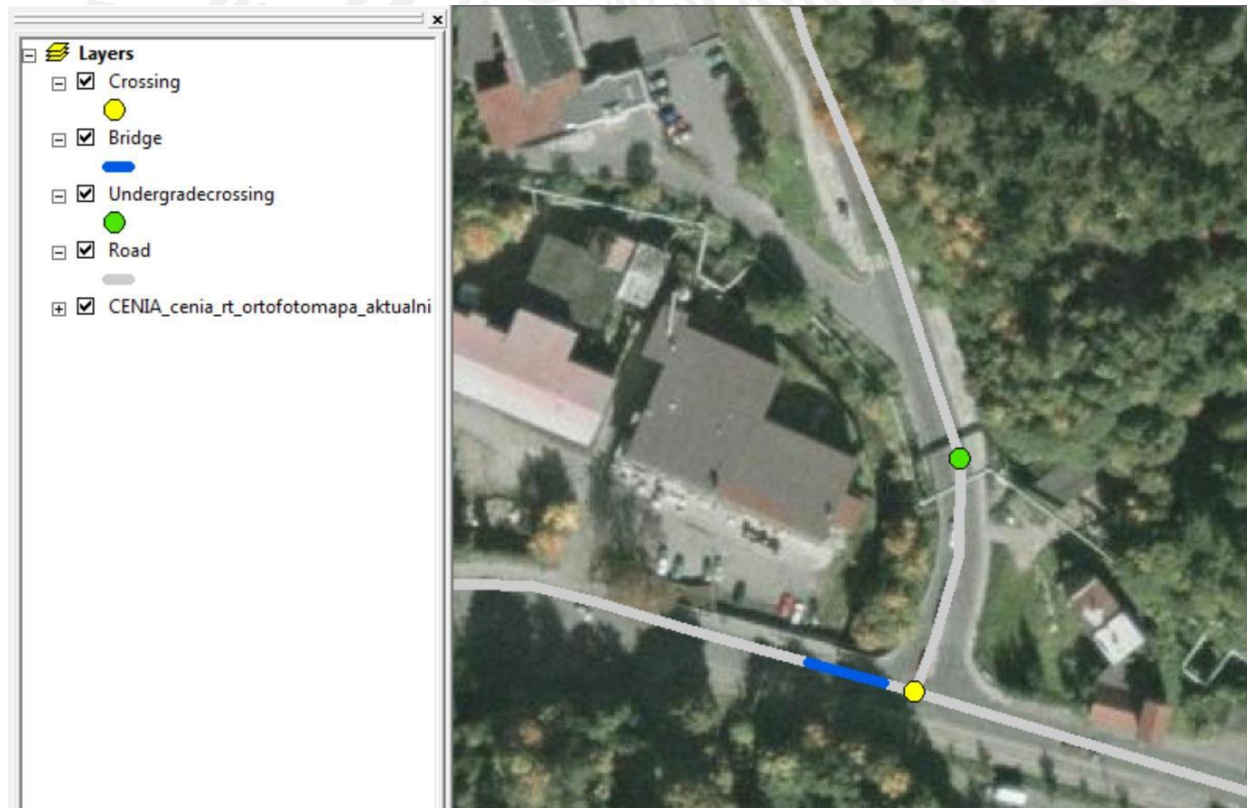 Layers
Crossing
Bridge
Undergradecrossing
Road
CENIA_cenia_rt_ortofotomapa_aktualni